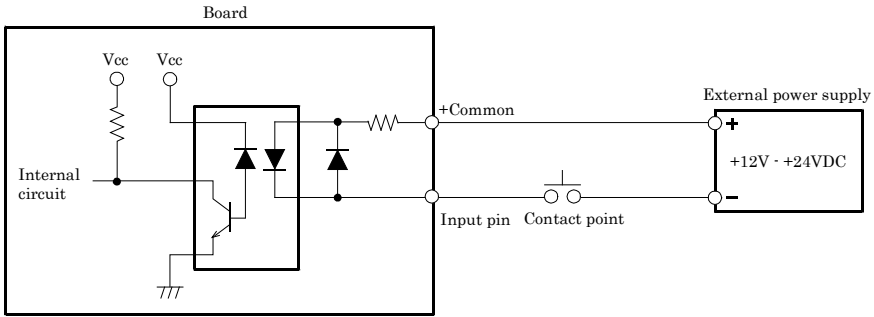 Board
Vcc
Vcc
+Common
External power supply
+
+12V - +24VDC
−
Internal
circuit
Input pin
Contact point